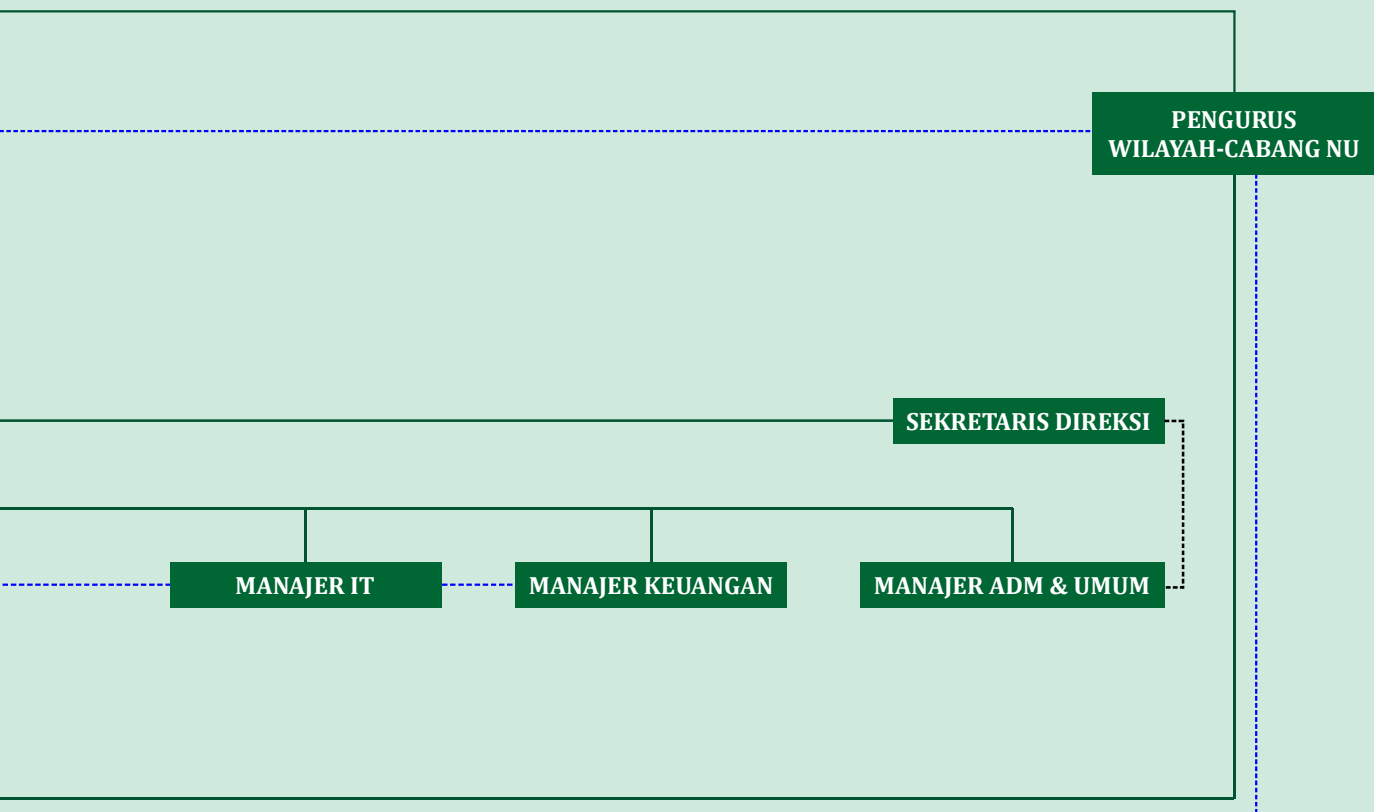 PENGURUS
WILAYAH-CABANG NU
SEKRETARIS DIREKSI
MANAJER IT
MANAJER KEUANGAN
MANAJER ADM & UMUM